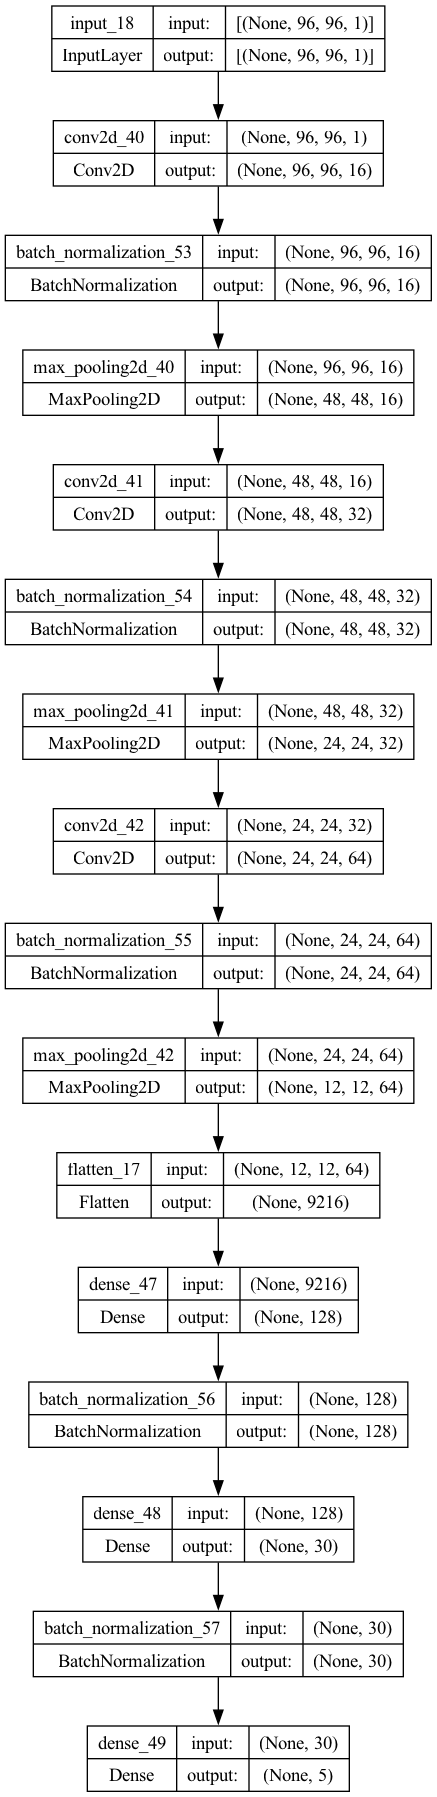 input_18 input: [(None, 96, 96, 1)]
InputLayer output: [(None, 96, 96, 1)]
conv2d_40 input: (None, 96, 96, 1)
Conv2D output: (None, 96, 96, 16)
batch_normalization_53 input: (None, 96, 96, 16)
BatchNormalization output: (None, 96, 96, 16)
max_pooling2d_40 input: (None, 96, 96, 16)
MaxPooling2D output: (None, 48, 48, 16)
conv2d_41 input: (None, 48, 48, 16)
Conv2D output: (None, 48, 48, 32)
batch_normalization_54 input: (None, 48, 48, 32)
BatchNormalization output: (None, 48, 48, 32)
max_pooling2d_41 input: (None, 48, 48, 32)
MaxPooling2D output: (None, 24, 24, 32)
conv2d_42 input: (None, 24, 24, 32)
Conv2D output: (None, 24, 24, 64)
batch_normalization_55 input: (None, 24, 24, 64)
BatchNormalization output: (None, 24, 24, 64)
max_pooling2d_42 input: (None, 24, 24, 64)
MaxPooling2D output: (None, 12, 12, 64)
flatten_17 input: (None, 12, 12, 64)
Flatten output: (None, 9216)
dense_47 input: (None, 9216)
Dense output: (None, 128)
batch_normalization_56 input: (None, 128)
BatchNormalization output: (None, 128)
dense_48 input: (None, 128)
Dense output: (None, 30)
batch_normalization_57 input: (None, 30)
BatchNormalization output: (None, 30)
dense_49 input: (None, 30)
Dense output: (None, 5)